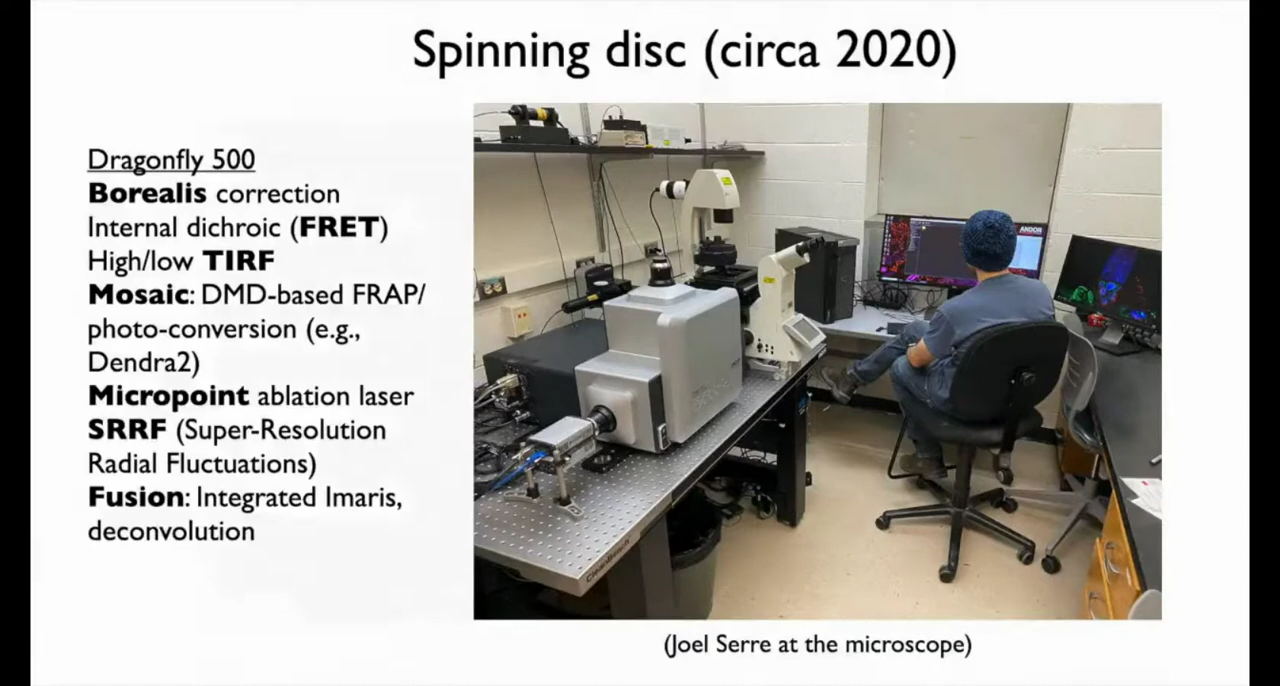 Spinning disc (circa 2020)
Dragonfly 500
Borealis correction
Internal dichroic (FRET)
High/low TIRF
Mosaic: DMD-based FRAP/
photo-conversion (e.g.,
Dendra2)
Micropoint ablation laser
SRRF (Super-Resolution
Radial Fluctuations)
Fusion: Integrated Imaris,
deconvolution
ANDOR
CleanBench
(Joel Serre at the microscope)